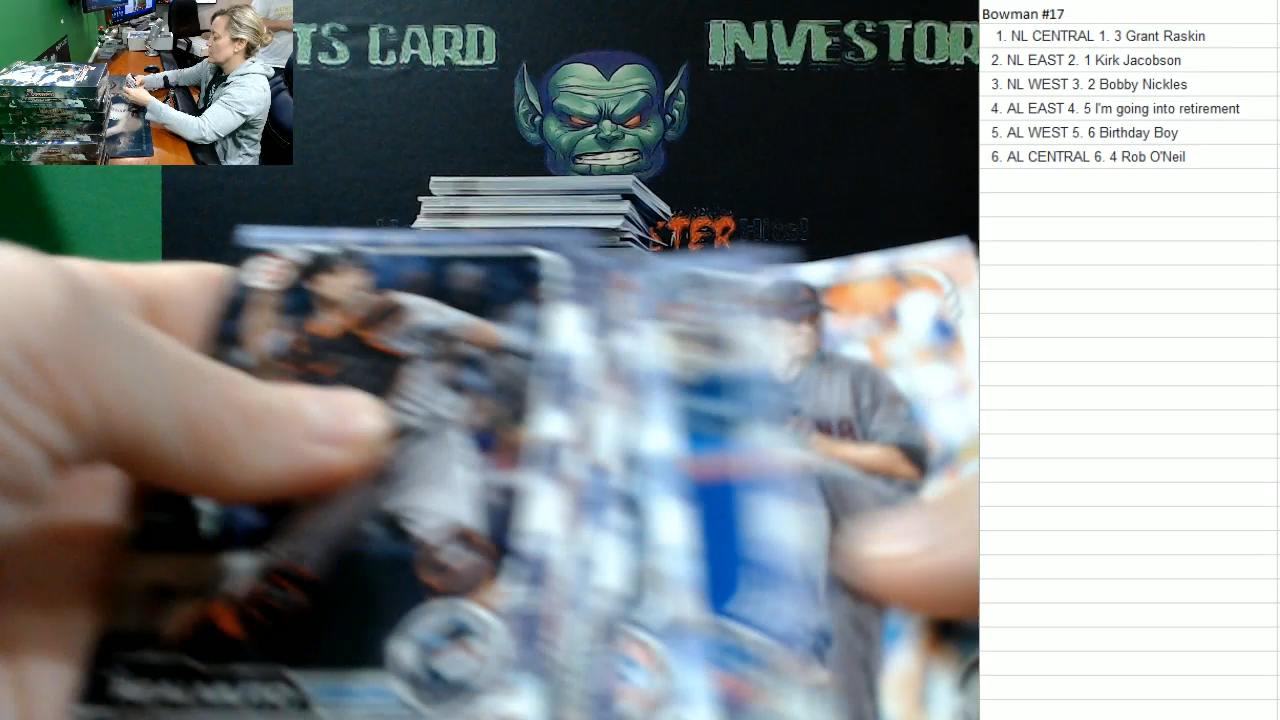 TS CARD INVESTOR
Bowman #17
1. NL CENTRAL 1. 3 Grant Raskin
2. NL EAST 2. 1 Kirk Jacobson
3. NL WEST 3. 2 Bobby Nickles
4. AL EAST 4. 5 I'm going into retirement
5. AL WEST 5. 6 Birthday Boy
6. AL CENTRAL 6. 4 Rob O'Neil